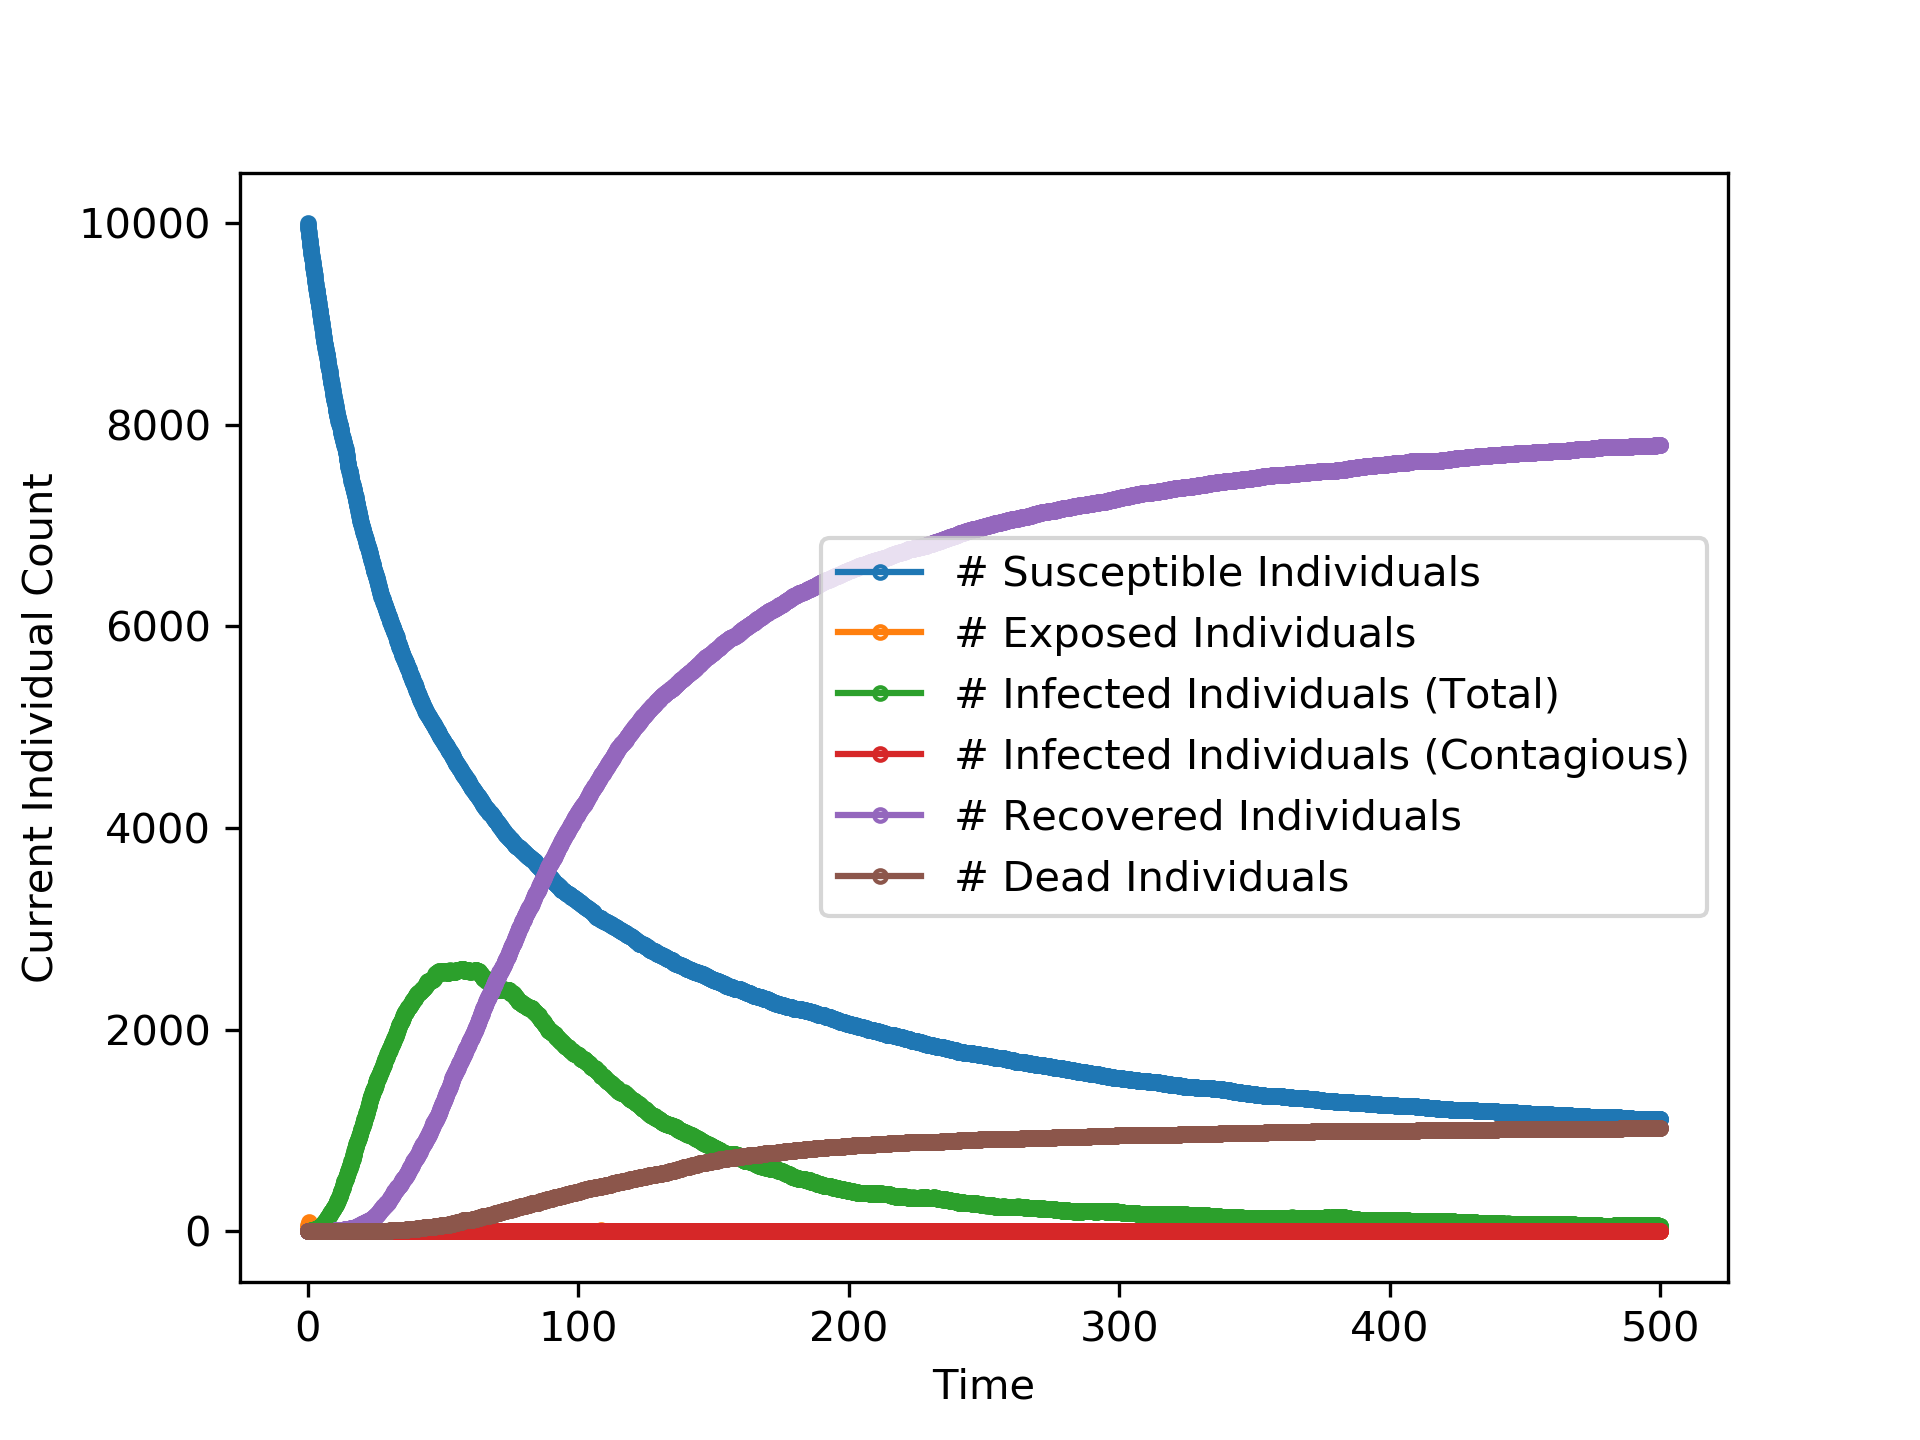 10000
8000
6000
4000
2000
0
Current Individual Count
# Susceptible Individuals
# Exposed Individuals
# Infected Individuals (Total)
# Infected Individuals (Contagious)
# Recovered Individuals
# Dead Individuals
0 100 200 300 400 500
Time